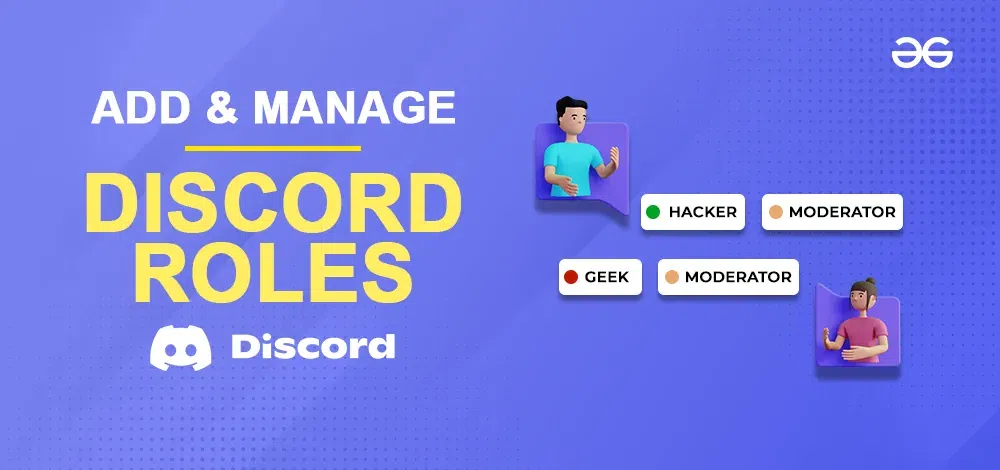 ADD & MANAGE
DISCORD
ROLES
Discord
HACKER
MODERATOR
GEEK
MODERATOR